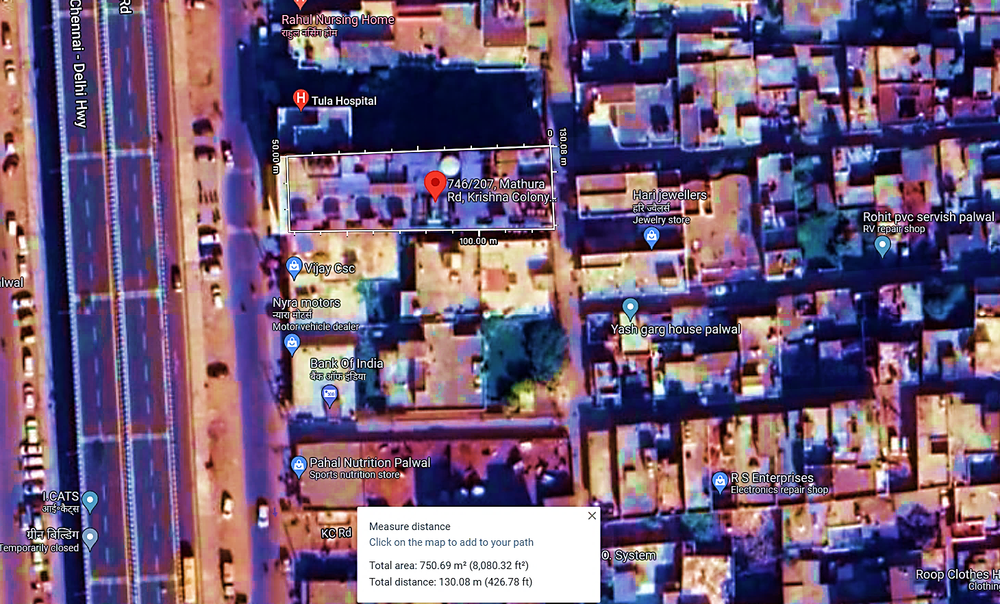 Chennai - Delhi Hwy
Rd
Rahul Nursing Home
राहुल नर्सिंग होम
H
Tula Hospital
0
130.08 m
50.00 m
746/207, Mathura
Rd, Krishna Colony...
100.00 m
Hari jewellers
हरि ज्वैलर्स
Jewelry store
Rohit pvc servish palwal
RV repair shop
Vijay Csc
lwal
Nyra motors
न्यारा मोटर्स
Motor vehicle dealer
Yash garg house palwal
Bank Of India
बैंक ऑफ इंडिया
Pahal Nutrition Palwal
Sports nutrition store
R S Enterprises
Electronics repair shop
I.CATS
आई॰कैट्स
ग्रीन बिल्डिंग
Temporarily closed
KC Rd
Measure distance
Click on the map to add to your path
Total area: 750.69 m² (8,080.32 ft²)
Total distance: 130.08 m (426.78 ft)
O. System
Roop Clothes H
Clothing